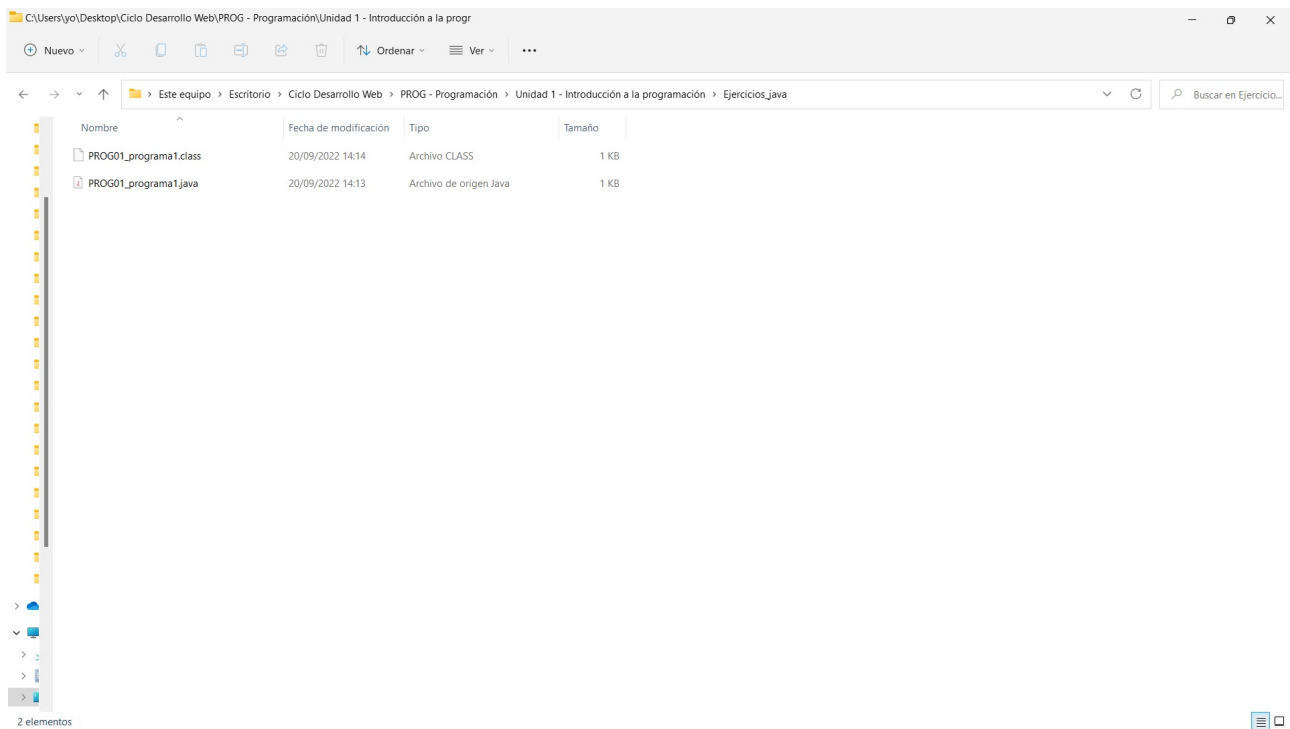 C:\Users\yo\Desktop\Ciclo Desarrollo Web\PROG - Programación\Unidad 1 - Introducción a la progr
Nuevo Ordenar Ver
Este equipo > Escritorio > Ciclo Desarrollo Web > PROG - Programación > Unidad 1 - Introducción a la programación > Ejercicios_java Buscar en Ejercicio...
Nombre Fecha de modificación Tipo Tamaño
PROG01_programa1.class 20/09/2022 14:14 Archivo CLASS 1 KB
PROG01_programa1.java 20/09/2022 14:13 Archivo de origen Java 1 KB
2 elementos